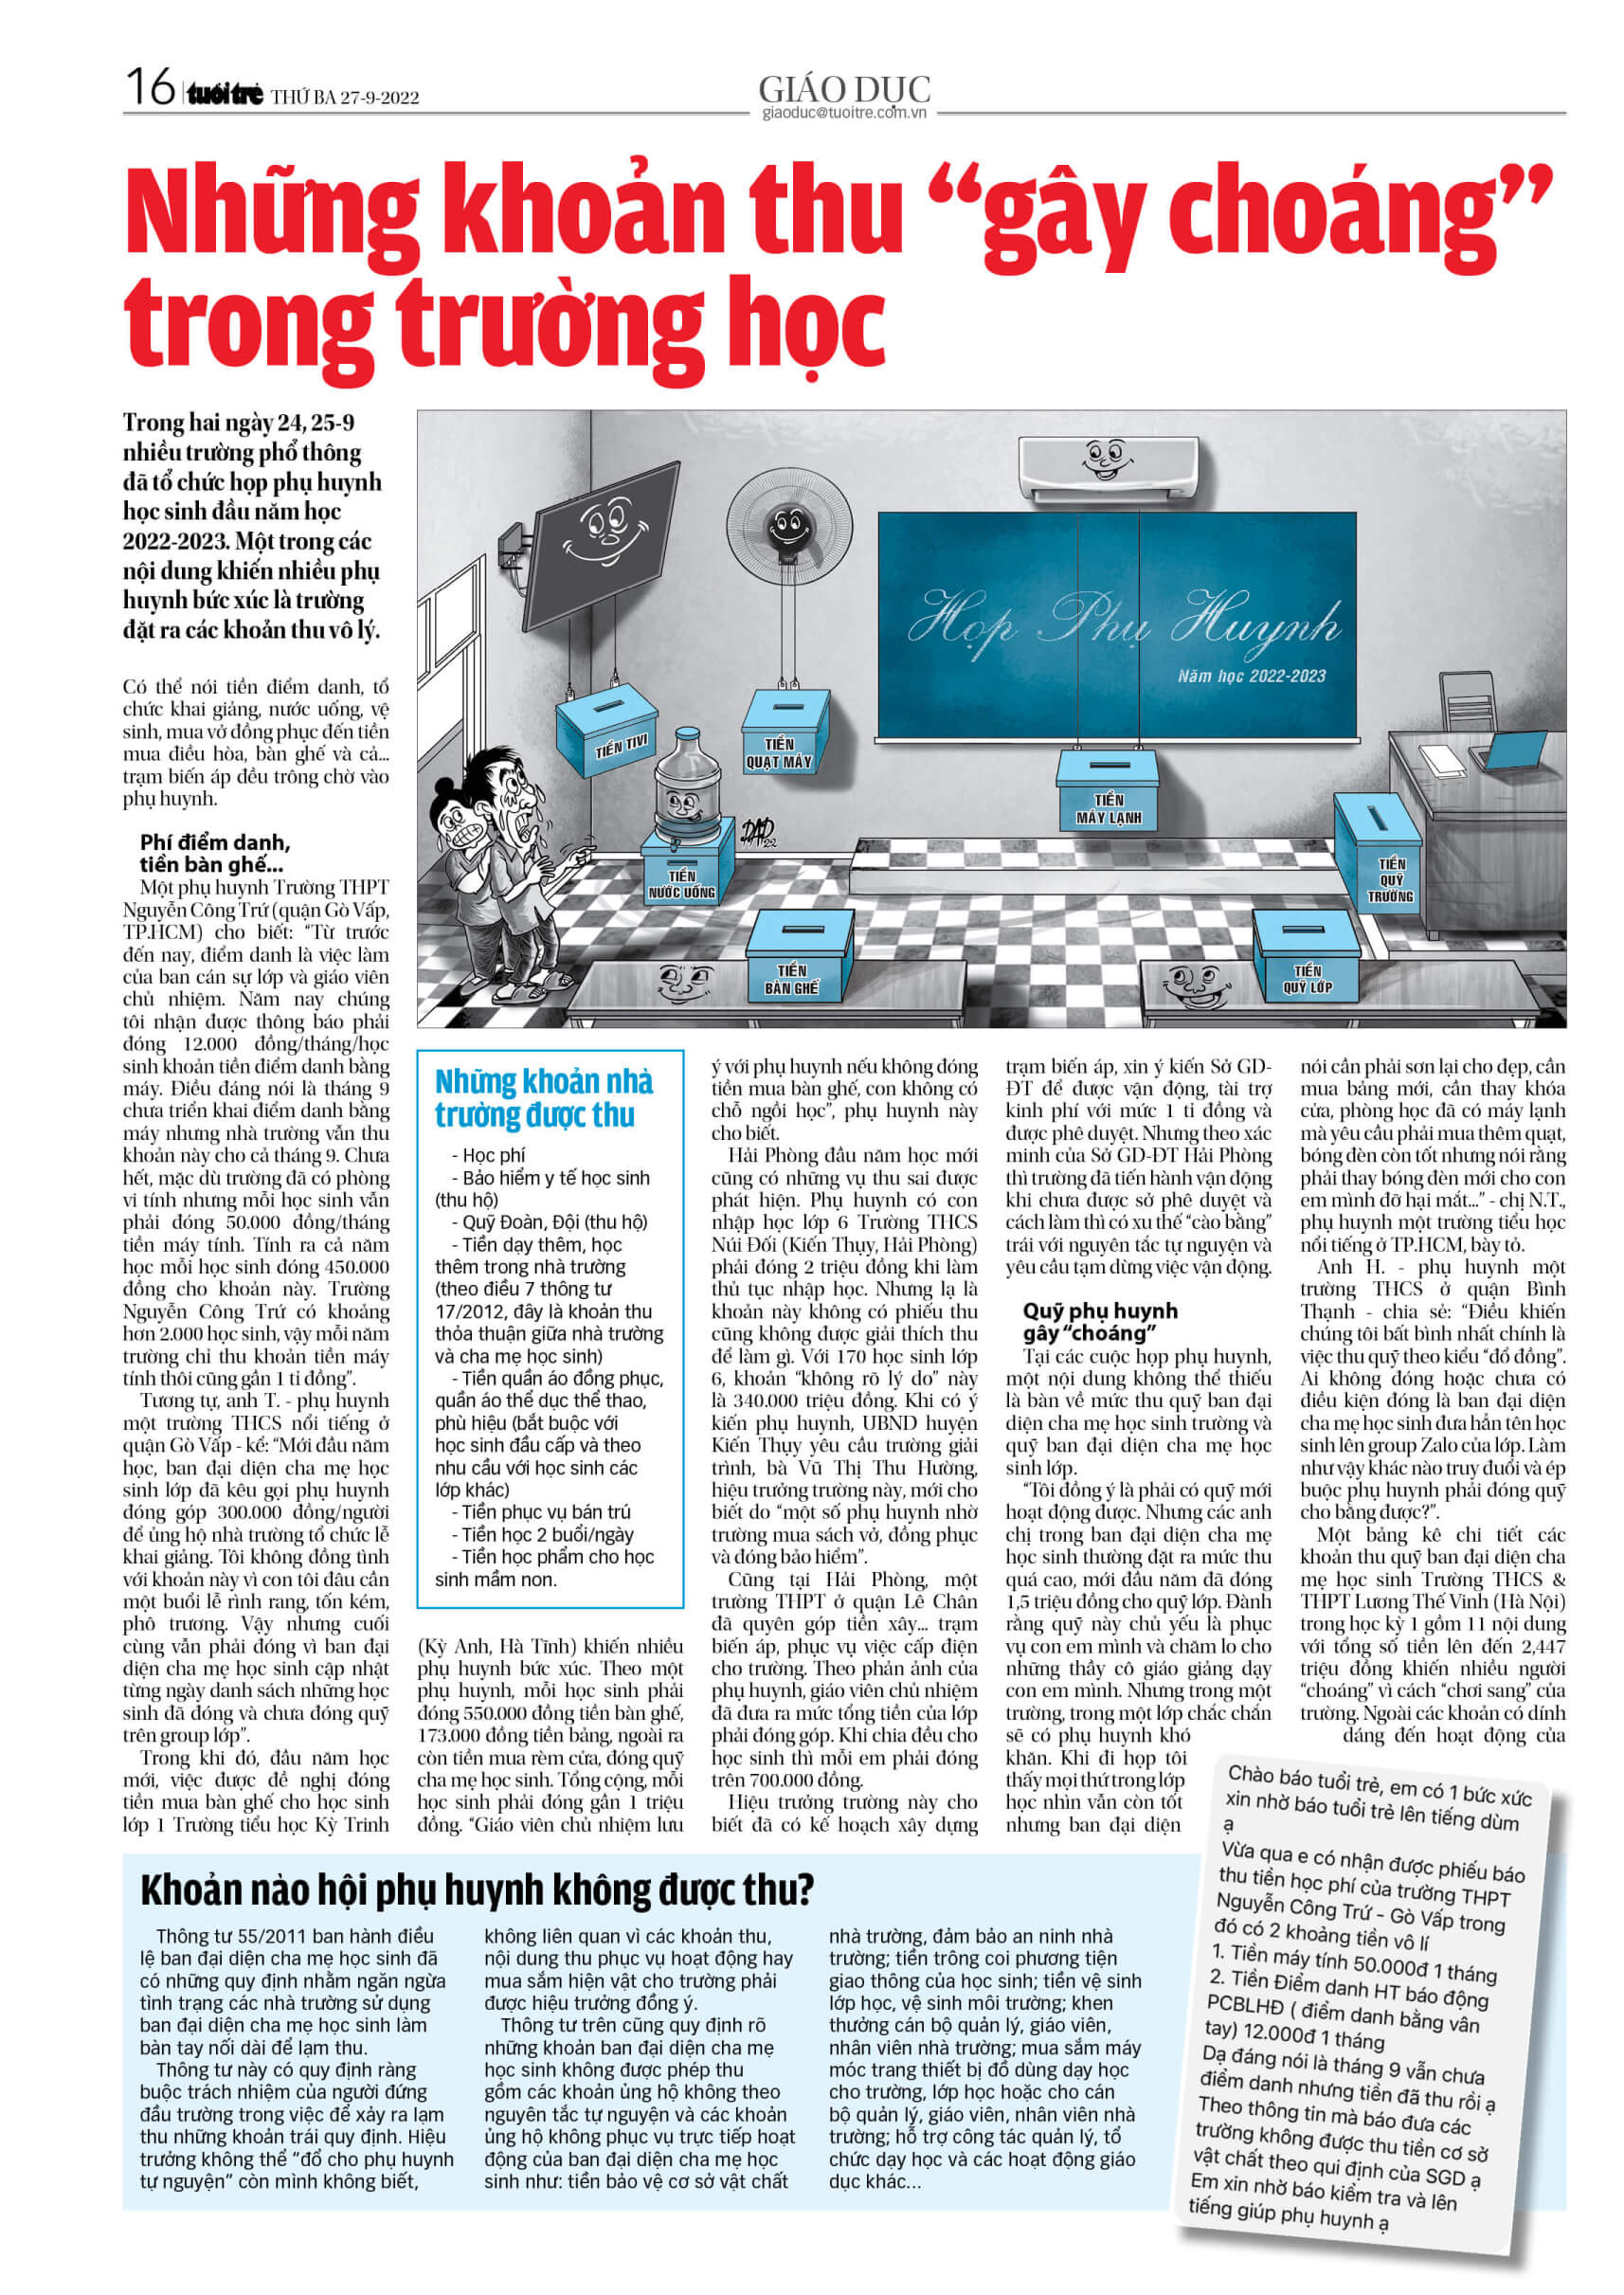 16 tuổi trẻ THỨ BA 27-9-2022
GIÁO DỤC
giaoduc@tuoitre.com.vn
Những khoản thu “gây choáng”
trong trường học
Trong hai ngày 24, 25-9
nhiều trường phổ thông
đã tổ chức họp phụ huynh
học sinh đầu năm học
2022-2023. Một trong các
nội dung khiến nhiều phụ
huynh bức xúc là trường
đặt ra các khoản thu vô lý.
Có thể nói tiền điểm danh, tổ
chức khai giảng, nước uống, vệ
sinh, mua vở đồng phục đến tiền
mua điều hòa, bàn ghế và cả...
trạm biến áp đều trông chờ vào
phụ huynh.
Phí điểm danh,
tiền bàn ghế...
Một phụ huynh Trường THPT
Nguyễn Công Trứ (quận Gò Vấp,
TP.HCM) cho biết: “Từ trước
đến nay, điểm danh là việc làm
của ban cán sự lớp và giáo viên
chủ nhiệm. Năm nay chúng
tôi nhận được thông báo phải
đóng 12.000 đồng/tháng/học
sinh khoản tiền điểm danh bằng
máy. Điều đáng nói là tháng 9
chưa triển khai điểm danh bằng
máy nhưng nhà trường vẫn thu
khoản này cho cả tháng 9. Chưa
hết, mặc dù trường đã có phòng
vi tính nhưng mỗi học sinh vẫn
phải đóng 50.000 đồng/tháng
tiền máy tính. Tính ra cả năm
học mỗi học sinh đóng 450.000
đồng cho khoản này. Trường
Nguyễn Công Trứ có khoảng
hơn 2.000 học sinh, vậy mỗi năm
trường chỉ thu khoản tiền máy
tính thôi cũng gần 1 tỉ đồng”.
Tương tự, anh T. - phụ huynh
một trường THCS nổi tiếng ở
quận Gò Vấp - kể: “Mới đầu năm
học, ban đại diện cha mẹ học
sinh lớp đã kêu gọi phụ huynh
đóng góp 300.000 đồng/người
để ủng hộ nhà trường tổ chức lễ
khai giảng. Tôi không đồng tình
với khoản này vì con tôi đâu cần
một buổi lễ rình rang, tốn kém,
phô trương. Vậy nhưng cuối
cùng vẫn phải đóng vì ban đại
diện cha mẹ học sinh cập nhật
từng ngày danh sách những học
sinh đã đóng và chưa đóng quỹ
trên group lớp”.
Trong khi đó, đầu năm học
mới, việc được đề nghị đóng
tiền mua bàn ghế cho học sinh
lớp 1 Trường tiểu học Kỳ Trinh
TIỀN TIVI
TIỀN
QUẠT MÁY
TIỀN
NƯỚC UỐNG
DAD
22
Họp Phụ Huynh
Năm học 2022-2023
TIỀN
MÁY LẠNH
TIỀN
QUỸ
TRƯỜNG
TIỀN
BÀN GHẾ
TIỀN
QUỸ LỚP
Những khoản nhà
trường được thu
- Học phí
- Bảo hiểm y tế học sinh
(thu hộ)
- Quỹ Đoàn, Đội (thu hộ)
- Tiền dạy thêm, học
thêm trong nhà trường
(theo điều 7 thông tư
17/2012, đây là khoản thu
thỏa thuận giữa nhà trường
và cha mẹ học sinh)
- Tiền quần áo đồng phục,
quần áo thể dục thể thao,
phù hiệu (bắt buộc với
học sinh đầu cấp và theo
nhu cầu với học sinh các
lớp khác)
- Tiền phục vụ bán trú
- Tiền học 2 buổi/ngày
- Tiền học phẩm cho học
sinh mầm non.
(Kỳ Anh, Hà Tĩnh) khiến nhiều
phụ huynh bức xúc. Theo một
phụ huynh, mỗi học sinh phải
đóng 550.000 đồng tiền bàn ghế,
173.000 đồng tiền bảng, ngoài ra
còn tiền mua rèm cửa, đóng quỹ
cha mẹ học sinh. Tổng cộng, mỗi
học sinh phải đóng gần 1 triệu
đồng. “Giáo viên chủ nhiệm lưu
ý với phụ huynh nếu không đóng
tiền mua bàn ghế, con không có
chỗ ngồi học”, phụ huynh này
cho biết.
Hải Phòng đầu năm học mới
cũng có những vụ thu sai được
phát hiện. Phụ huynh có con
nhập học lớp 6 Trường THCS
Núi Đối (Kiến Thụy, Hải Phòng)
phải đóng 2 triệu đồng khi làm
thủ tục nhập học. Nhưng lạ là
khoản này không có phiếu thu
cũng không được giải thích thu
để làm gì. Với 170 học sinh lớp
6, khoản “không rõ lý do” này
là 340.000 triệu đồng. Khi có ý
kiến phụ huynh, UBND huyện
Kiến Thụy yêu cầu trường giải
trình, bà Vũ Thị Thu Hường,
hiệu trưởng trường này, mới cho
biết do “một số phụ huynh nhờ
trường mua sách vở, đồng phục
và đóng bảo hiểm”.
Cũng tại Hải Phòng, một
trường THPT ở quận Lê Chân
đã quyên góp tiền xây... trạm
biến áp, phục vụ việc cấp điện
cho trường. Theo phản ảnh của
phụ huynh, giáo viên chủ nhiệm
đã đưa ra mức tổng tiền của lớp
phải đóng góp. Khi chia đều cho
học sinh thì mỗi em phải đóng
trên 700.000 đồng.
Hiệu trưởng trường này cho
biết đã có kế hoạch xây dựng
trạm biến áp, xin ý kiến Sở GD-
ĐT để được vận động, tài trợ
kinh phí với mức 1 tỉ đồng và
được phê duyệt. Nhưng theo xác
minh của Sở GD-ĐT Hải Phòng
thì trường đã tiến hành vận động
khi chưa được sở phê duyệt và
cách làm thì có xu thế “cào bằng”
trái với nguyên tắc tự nguyện và
yêu cầu tạm dừng việc vận động.
Quỹ phụ huynh
gây “choáng”
Tại các cuộc họp phụ huynh,
một nội dung không thể thiếu
là bàn về mức thu quỹ ban đại
diện cha mẹ học sinh trường và
quỹ ban đại diện cha mẹ học
sinh lớp.
“Tôi đồng ý là phải có quỹ mới
hoạt động được. Nhưng các anh
chị trong ban đại diện cha mẹ
học sinh thường đặt ra mức thu
quá cao, mới đầu năm đã đóng
1,5 triệu đồng cho quỹ lớp. Đành
rằng quỹ này chủ yếu là phục
vụ con em mình và chăm lo cho
những thầy cô giáo giảng dạy
con em mình. Nhưng trong một
trường, trong một lớp chắc chắn
sẽ có phụ huynh khó
khăn. Khi đi họp tôi
thấy mọi thứ trong lớp
học nhìn vẫn còn tốt
nhưng ban đại diện
nói cần phải sơn lại cho đẹp, cần
mua bảng mới, cần thay khóa
cửa, phòng học đã có máy lạnh
mà yêu cầu phải mua thêm quạt,
bóng đèn còn tốt nhưng nói rằng
phải thay bóng đèn mới cho con
em mình đỡ hại mắt...” - chị N.T.,
phụ huynh một trường tiểu học
nổi tiếng ở TP.HCM, bày tỏ.
Anh H. - phụ huynh một
trường THCS ở quận Bình
Thạnh - chia sẻ: “Điều khiến
chúng tôi bất bình nhất chính là
việc thu quỹ theo kiểu “đổ đồng”.
Ai không đóng hoặc chưa có
điều kiện đóng là ban đại diện
cha mẹ học sinh đưa hẳn tên học
sinh lên group Zalo của lớp. Làm
như vậy khác nào truy đuổi và ép
buộc phụ huynh phải đóng quỹ
cho bằng được?”.
Một bảng kê chi tiết các
khoản thu quỹ ban đại diện cha
mẹ học sinh Trường THCS &
THPT Lương Thế Vinh (Hà Nội)
trong học kỳ 1 gồm 11 nội dung
với tổng số tiền lên đến 2,447
triệu đồng khiến nhiều người
“choáng” vì cách “chơi sang” của
trường. Ngoài các khoản có dính
dáng đến hoạt động của
Khoản nào hội phụ huynh không được thu?
Thông tư 55/2011 ban hành điều
lệ ban đại diện cha mẹ học sinh đã
có những quy định nhằm ngăn ngừa
tình trạng các nhà trường sử dụng
ban đại diện cha mẹ học sinh làm
bàn tay nối dài để lạm thu.
Thông tư này có quy định ràng
buộc trách nhiệm của người đứng
đầu trường trong việc để xảy ra lạm
thu những khoản trái quy định. Hiệu
trưởng không thể “đổ cho phụ huynh
tự nguyện” còn mình không biết,
không liên quan vì các khoản thu,
nội dung thu phục vụ hoạt động hay
mua sắm hiện vật cho trường phải
được hiệu trưởng đồng ý.
Thông tư trên cũng quy định rõ
những khoản ban đại diện cha mẹ
học sinh không được phép thu
gồm các khoản ủng hộ không theo
nguyên tắc tự nguyện và các khoản
ủng hộ không phục vụ trực tiếp hoạt
động của ban đại diện cha mẹ học
sinh như: tiền bảo vệ cơ sở vật chất
nhà trường, đảm bảo an ninh nhà
trường; tiền trông coi phương tiện
giao thông của học sinh; tiền vệ sinh
lớp học, vệ sinh môi trường; khen
thưởng cán bộ quản lý, giáo viên,
nhân viên nhà trường; mua sắm máy
móc trang thiết bị đồ dùng dạy học
cho trường, lớp học hoặc cho cán
bộ quản lý, giáo viên, nhân viên nhà
trường; hỗ trợ công tác quản lý, tổ
chức dạy học và các hoạt động giáo
dục khác...
Chào báo tuổi trẻ, em có 1 bức xức
xin nhờ báo tuổi trẻ lên tiếng dùm
ạ
Vừa qua e có nhận được phiếu báo
thu tiền học phí của trường THPT
Nguyễn Công Trứ - Gò Vấp trong
đó có 2 khoảng tiền vô lí
1. Tiền máy tính 50.000đ 1 tháng
2. Tiền Điểm danh HT báo động
PCBLHĐ ( điểm danh bằng vân
tay) 12.000đ 1 tháng
Dạ đáng nói là tháng 9 vẫn chưa
điểm danh nhưng tiền đã thu rồi ạ
Theo thông tin mà báo đưa các
trường không được thu tiền cơ sở
vật chất theo qui định của SGD ạ
Em xin nhờ báo kiểm tra và lên
tiếng giúp phụ huynh ạ